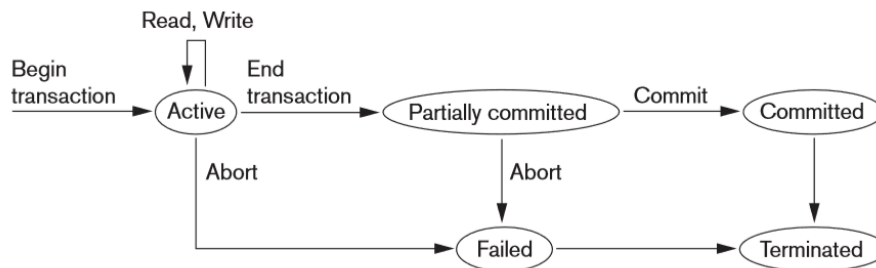 Read, Write
Begin
transaction
End
transaction
Active
Partially committed
Commit
Committed
Abort
Abort
Failed
Terminated